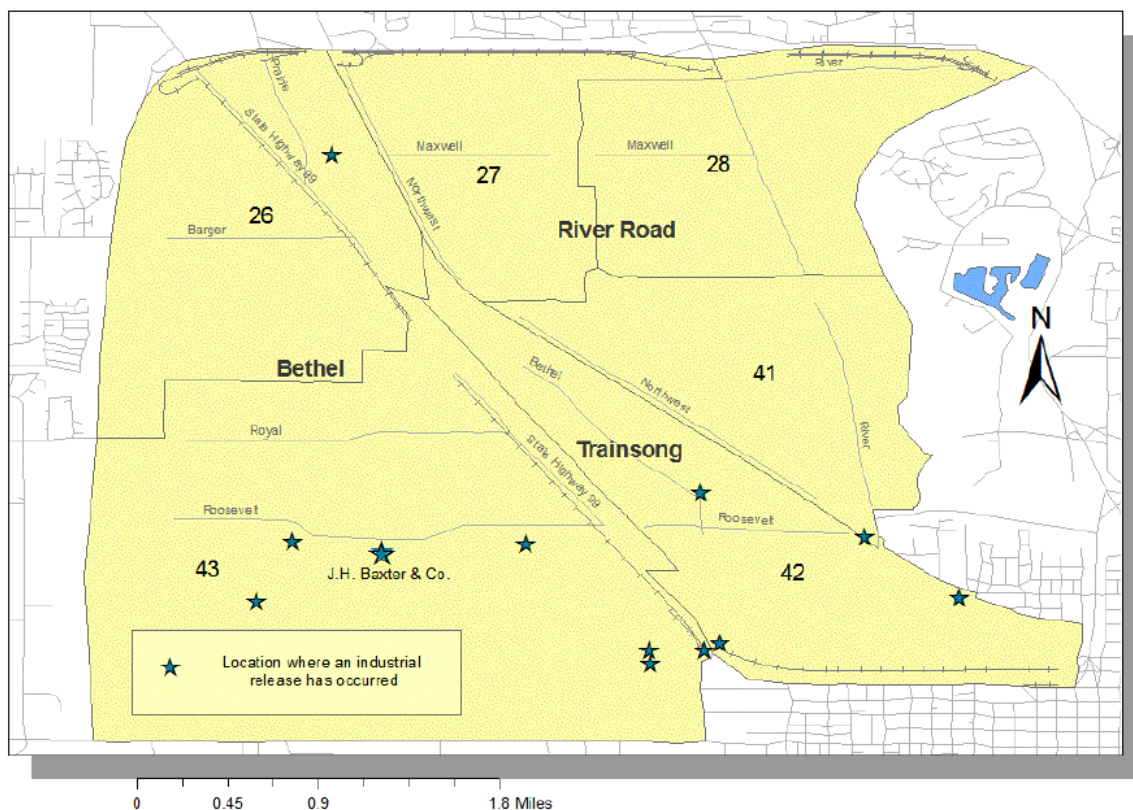 River
Prairie
State Highway 99
Maxwell
Maxwell
28
27
Northwest
26
River Road
Barger
N
Bethel
Bethel
41
Northwest
Royal
Trainsong
River
State Highway 99
Roosevelt
Roosevelt
J.H. Baxter & Co.
43
42
Location where an industrial
release has occurred
0 0.45 0.9 1.8 Miles